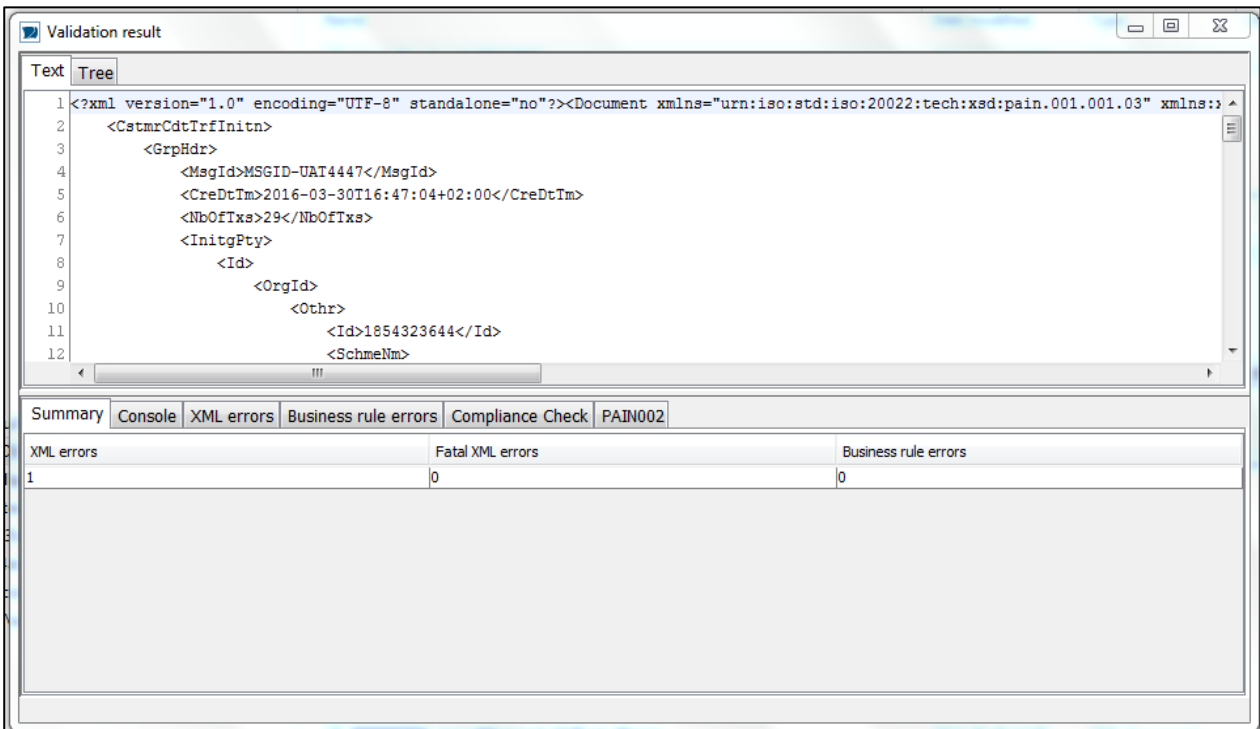 Validation result
Text Tree
1 <?xml version="1.0" encoding="UTF-8" standalone="no"?><Document xmlns="urn:iso:std:iso:20022:tech:xsd:pain.001.001.03" xmlns:
2 <CstmrCdtTrfInitn>
3 <GrpHdr>
4 <MsgId>MSGID-UAT4447</MsgId>
5 <CreDtTm>2016-03-30T16:47:04+02:00</CreDtTm>
6 <NbOfTxs>29</NbOfTxs>
7 <InitgPty>
8 <Id>
9 <OrgId>
10 <Othr>
11 <Id>1854323644</Id>
12 <SchmeNm>
Summary Console XML errors Business rule errors Compliance Check PAIN002
XML errors Fatal XML errors Business rule errors
1 0 0